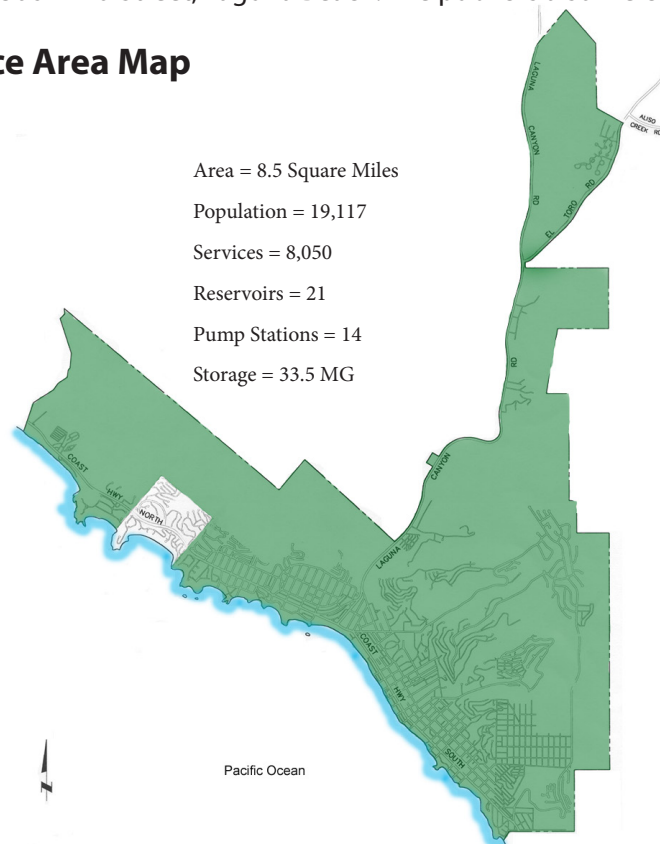 ce Area Map
Area = 8.5 Square Miles
Population = 19,117
Services = 8,050
Reservoirs = 21
Pump Stations = 14
Storage = 33.5 MG
LAGUNA
CANYON
RD
ALISO
CREEK
EL
TORO
RD
RD
CANYON
LAGUNA
COAST
HWY
NORTH
COAST
HWY
SOUTH
Pacific Ocean